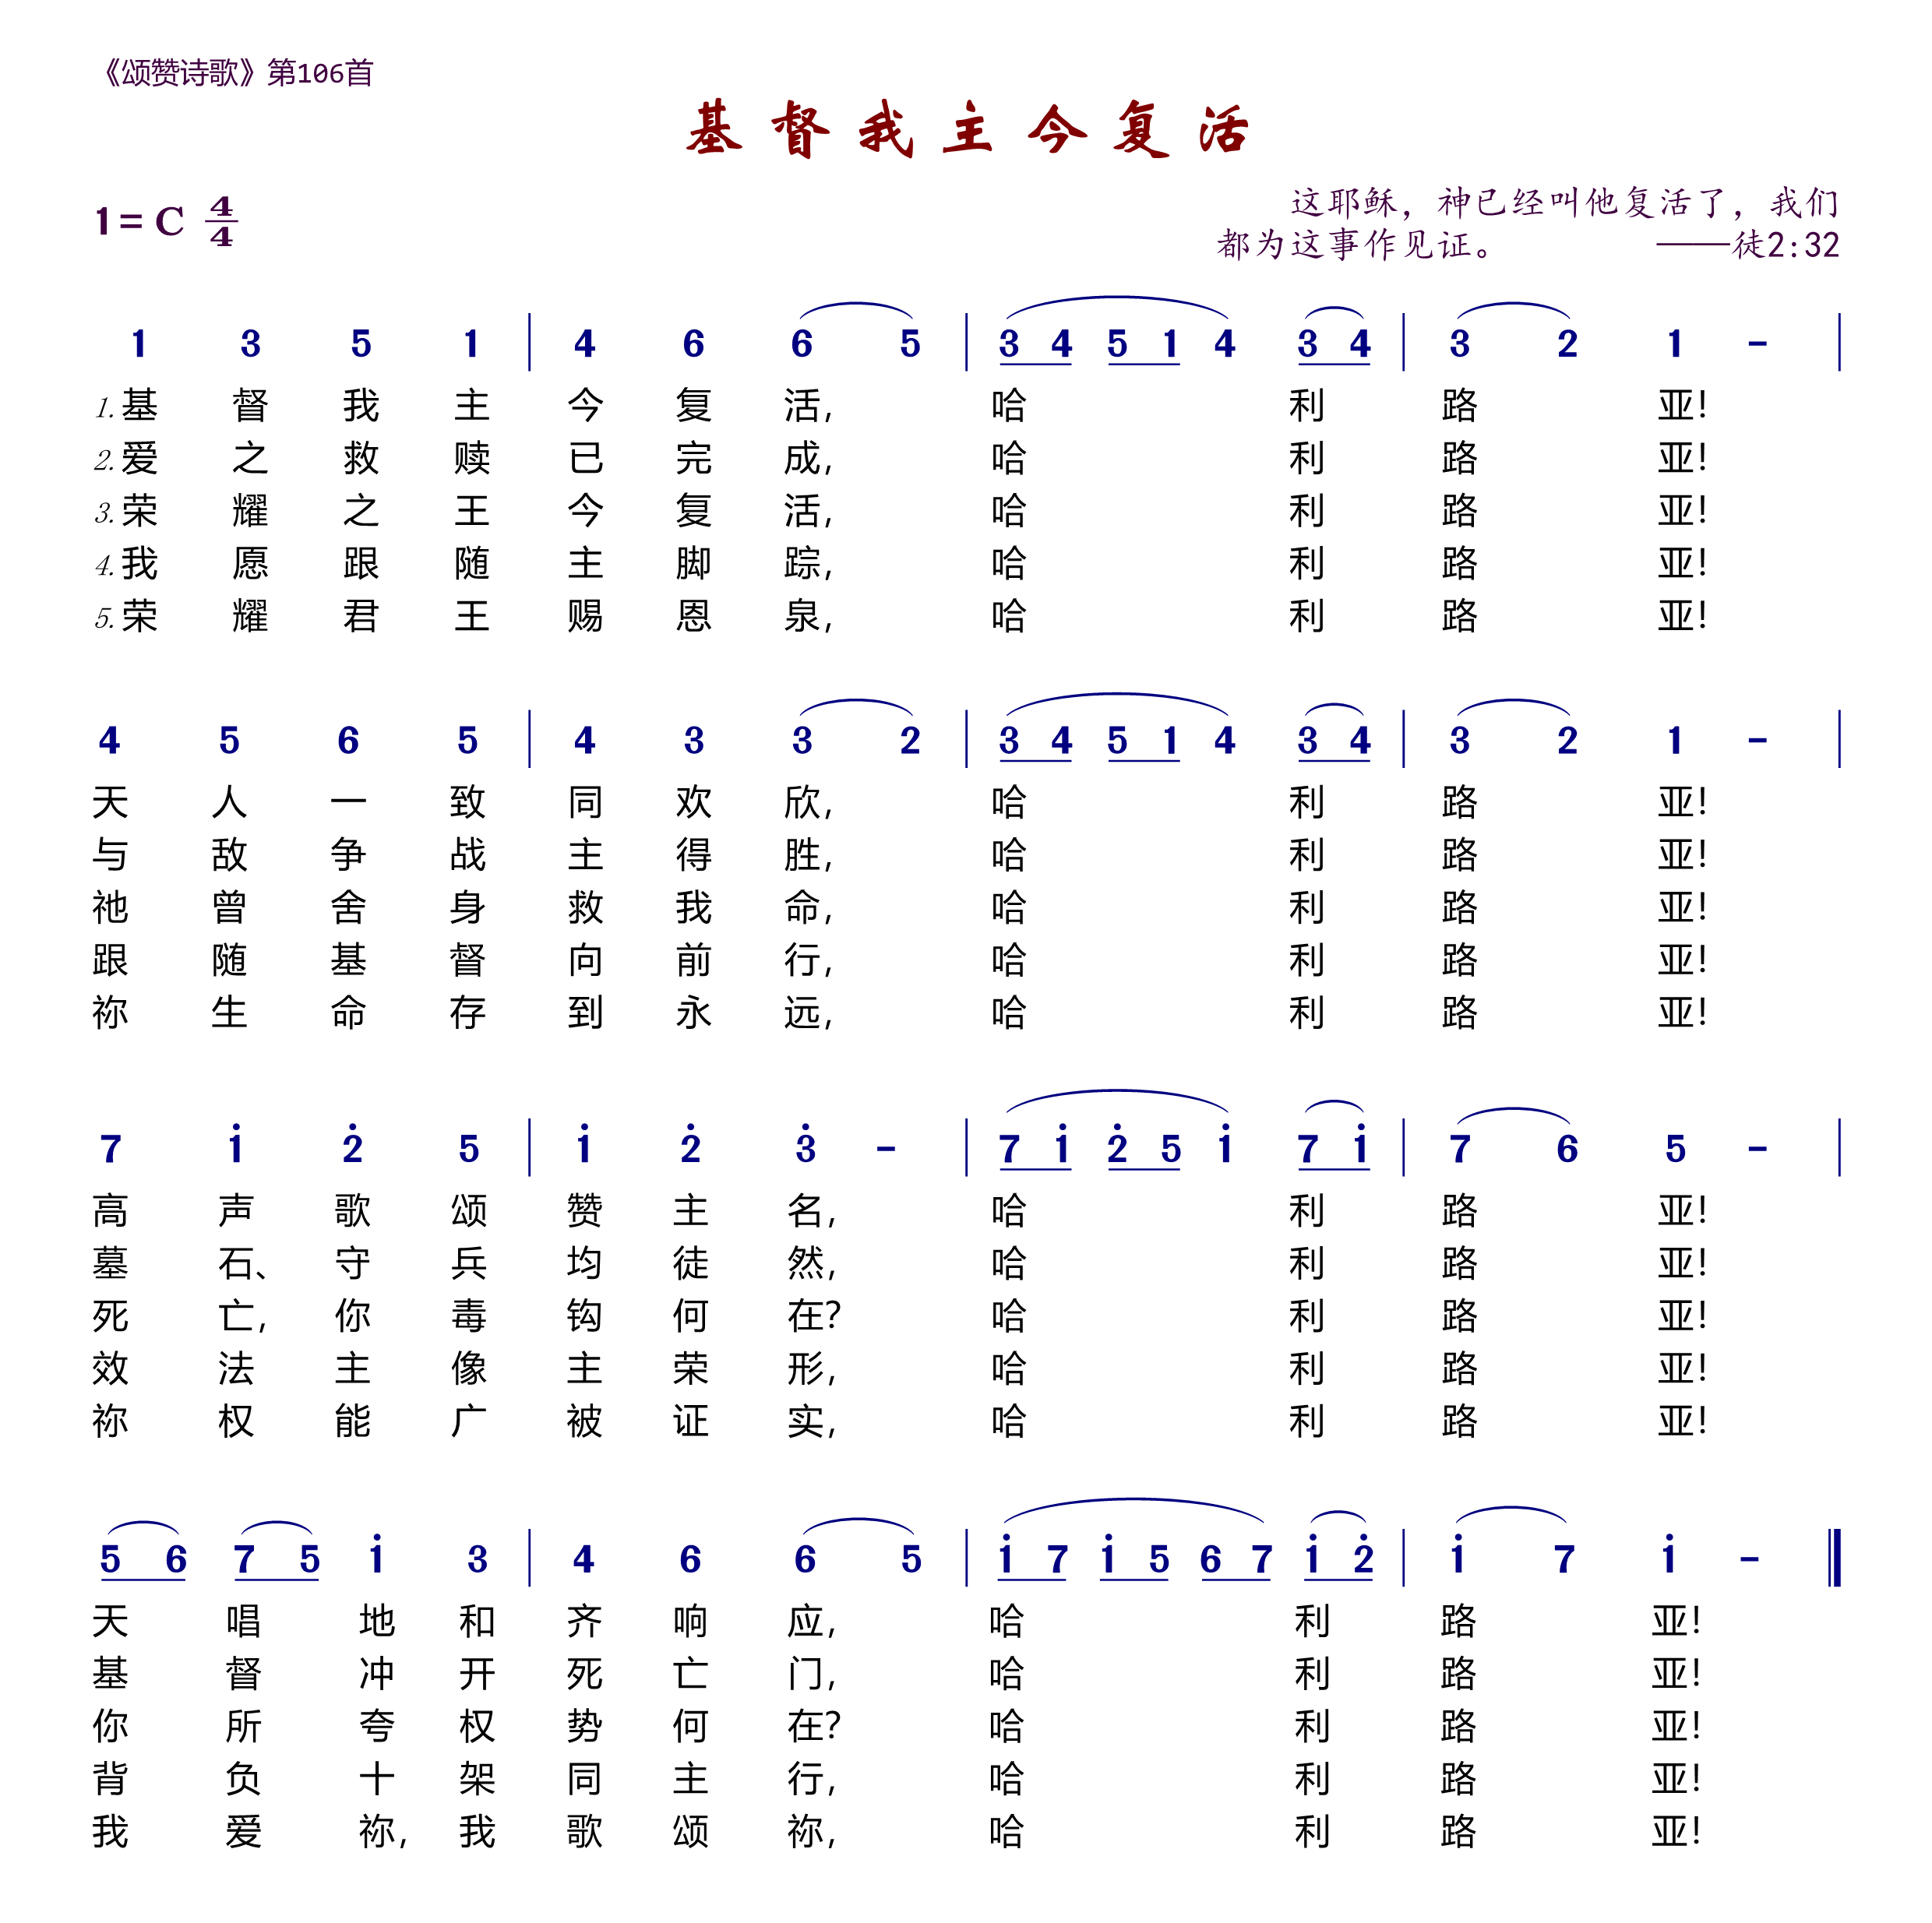 《颂赞诗歌》第106首
基督我主今复活
1=C 4/4
这耶稣，神已经叫他复活了，我们
都为这事作见证。 ——徒2:32
1 3 5 1 | 4 6 6 5 | 3 4 5 1 4 3 4 | 3 2 1 - |
1. 基督我主今复活, 哈利路亚!
2. 爱之救赎已完成, 哈利路亚!
3. 荣耀之王今复活, 哈利路亚!
4. 我愿跟随主脚踪, 哈利路亚!
5. 荣耀君王赐恩泉, 哈利路亚!
4 5 6 5 | 4 3 3 2 | 3 4 5 1 4 3 4 | 3 2 1 - |
天人一致同欢欣, 哈利路亚!
与敌争战主得胜, 哈利路亚!
祂曾舍身救我命, 哈利路亚!
跟随基督向前行, 哈利路亚!
祢生命存到永远, 哈利路亚!
7 1̇ 2̇ 5 | 1̇ 2̇ 3̇ - | 7 1̇ 2̇ 5 1̇ 7 1̇ | 7 6 5 - |
高声歌颂赞主名, 哈利路亚!
墓石、守兵均徒然, 哈利路亚!
死亡, 你毒钩何在? 哈利路亚!
效法主像主荣形, 哈利路亚!
祢权能广被证实, 哈利路亚!
5 6 7 5 1̇ 3 | 4 6 6 5 | 1̇ 7 1̇ 5 6 7 1̇ 2̇ | 1̇ 7 1̇ - ‖
天唱地和齐响应, 哈利路亚!
基督冲开死亡门, 哈利路亚!
你所夸权势何在? 哈利路亚!
背负十架同主行, 哈利路亚!
我爱祢, 我歌颂祢, 哈利路亚!